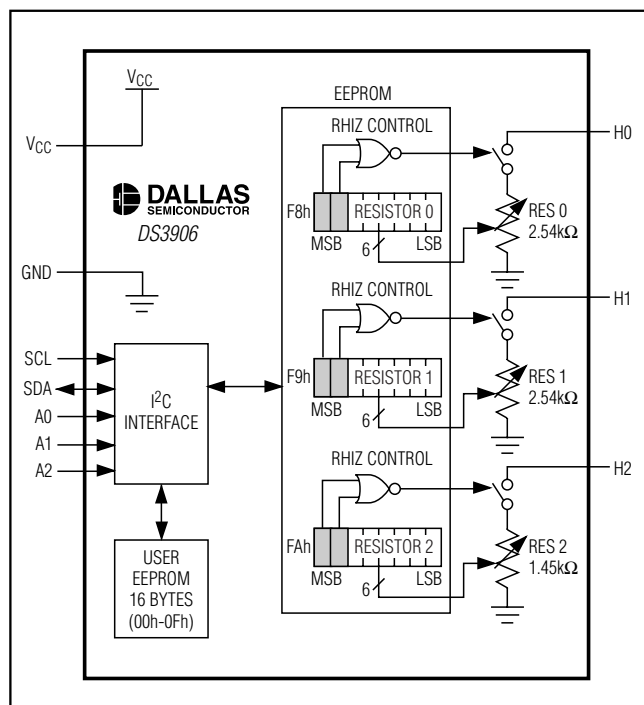 VCC
VCC
DALLAS
SEMICONDUCTOR
DS3906
GND
SCL
SDA
A0
A1
A2
I²C
INTERFACE
USER
EEPROM
16 BYTES
(00h-0Fh)
EEPROM
RHIZ CONTROL
F8h
RESISTOR 0
MSB
LSB
6
H0
RES 0
2.54kΩ
RHIZ CONTROL
F9h
RESISTOR 1
MSB
LSB
6
H1
RES 1
2.54kΩ
RHIZ CONTROL
FAh
RESISTOR 2
MSB
LSB
6
H2
RES 2
1.45kΩ